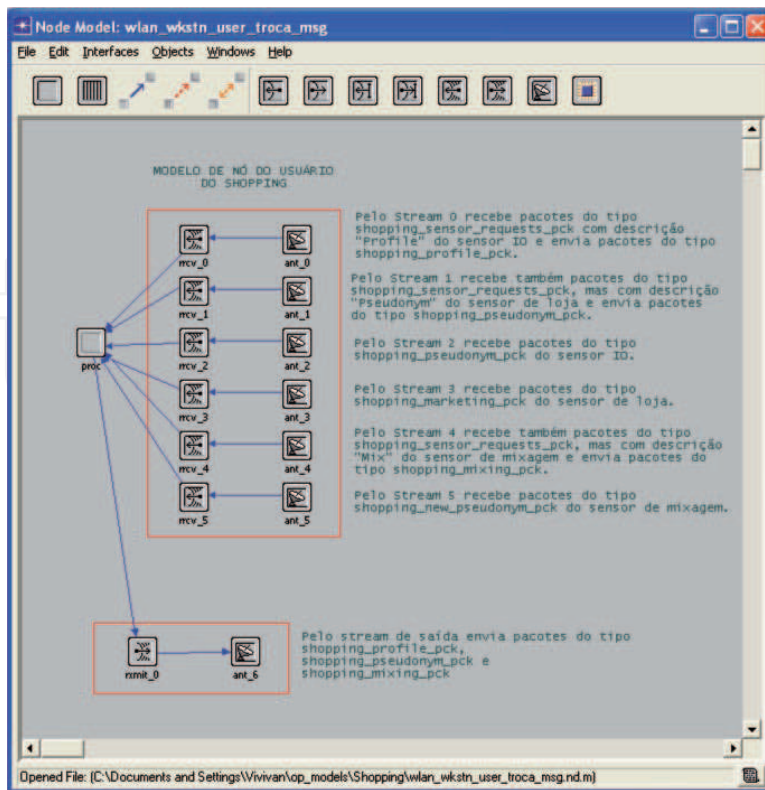 Node Model: wlan_wkstn_user_troca_msg
File Edit Interfaces Objects Windows Help
MODELO DE NÓ DO USUÁRIO
DO SHOPPING
Pelo Stream 0 recebe pacotes do tipo
shopping_sensor_requests_pck com descrição
"Profile" do sensor IO e envia pacotes do tipo
shopping_profile_pck.
rrcv_0 ant_0
Pelo Stream 1 recebe também pacotes do tipo
shopping_sensor_requests_pck, mas com descrição
"Pseudonym" do sensor de loja e envia pacotes
do tipo shopping_pseudonym_pck.
rrcv_1 ant_1
Pelo Stream 2 recebe pacotes do tipo
shopping_pseudonym_pck do sensor IO.
proc rrcv_2 ant_2
Pelo Stream 3 recebe pacotes do tipo
shopping_marketing_pck do sensor de loja.
rrcv_3 ant_3
Pelo Stream 4 recebe também pacotes do tipo
shopping_sensor_requests_pck, mas com descrição
"Mix" do sensor de mixagem e envia pacotes do
tipo shopping_mixing_pck.
rrcv_4 ant_4
Pelo Stream 5 recebe pacotes do tipo
shopping_new_pseudonym_pck do sensor de mixagem.
rrcv_5 ant_5
Pelo stream de saída envia pacotes do tipo
shopping_profile_pck,
shopping_pseudonym_pck e
shopping_mixing_pck
rxmit_0 ant_6
Opened File: (C:\Documents and Settings\Vivivan\op_models\Shopping\wlan_wkstn_user_troca_msg.nd.m)